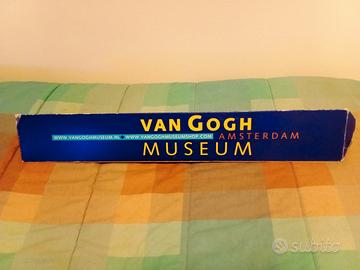 VAN GOGH
WWW.VANGOGHMUSEUM.NL WWW.VANGOGHMUSEUMSHOP.COM AMSTERDAM
MUSEUM
subito